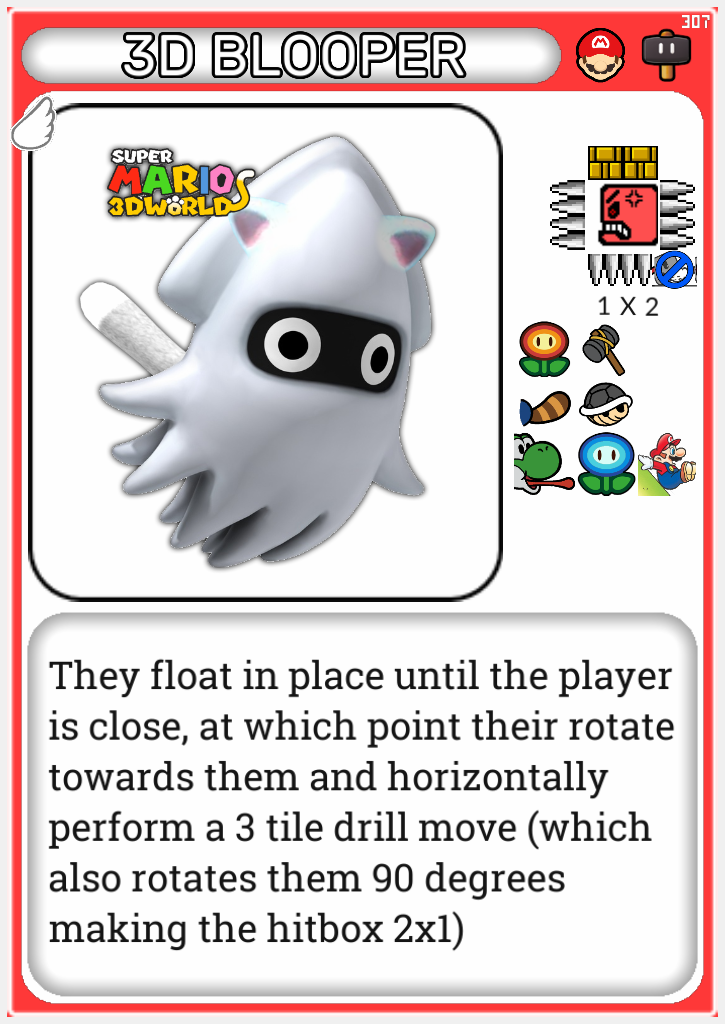 307
3D BLOOPER
SUPER
MARIO
3DWORLD
1 X 2
They float in place until the player
is close, at which point their rotate
towards them and horizontally
perform a 3 tile drill move (which
also rotates them 90 degrees
making the hitbox 2x1)